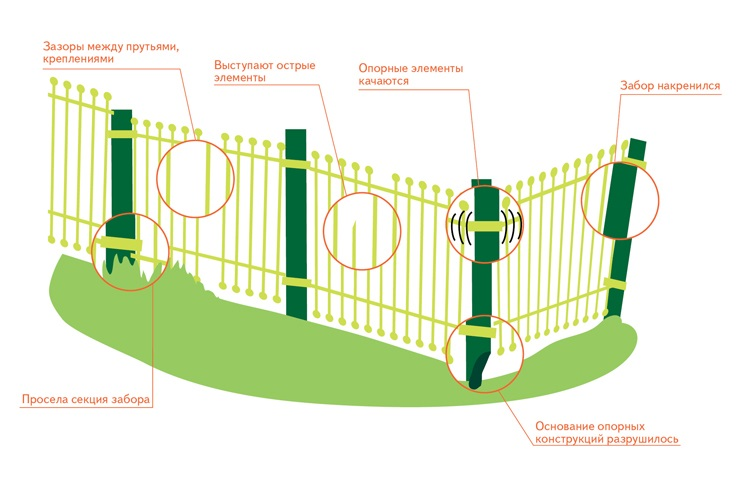 Зазоры между прутьями,
креплениями
Выступают острые
элементы
Опорные элементы
качаются
Забор накренился
Просела секция забора
Основание опорных
конструкций разрушилось